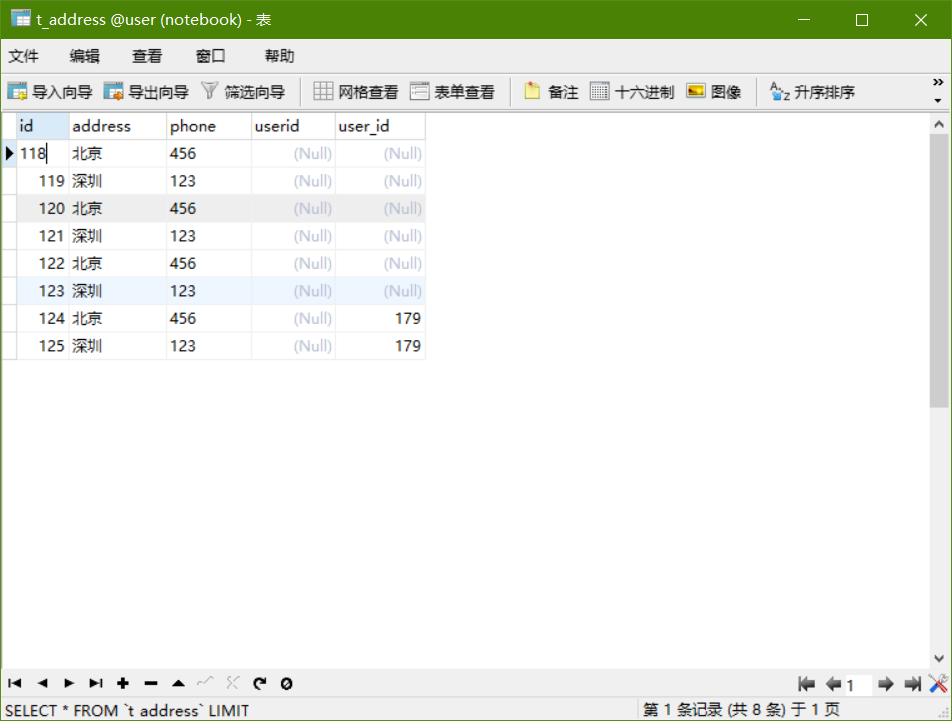 t_address @user (notebook) - 表
文件 编辑 查看 窗口 帮助
导入向导 导出向导 筛选向导 网格查看 表单查看 备注 十六进制 图像 升序排序
id address phone userid user_id
118 北京 456 (Null) (Null)
119 深圳 123 (Null) (Null)
120 北京 456 (Null) (Null)
121 深圳 123 (Null) (Null)
122 北京 456 (Null) (Null)
123 深圳 123 (Null) (Null)
124 北京 456 (Null) 179
125 深圳 123 (Null) 179
1
SELECT * FROM `t address` LIMIT 第 1 条记录 (共 8 条) 于 1 页